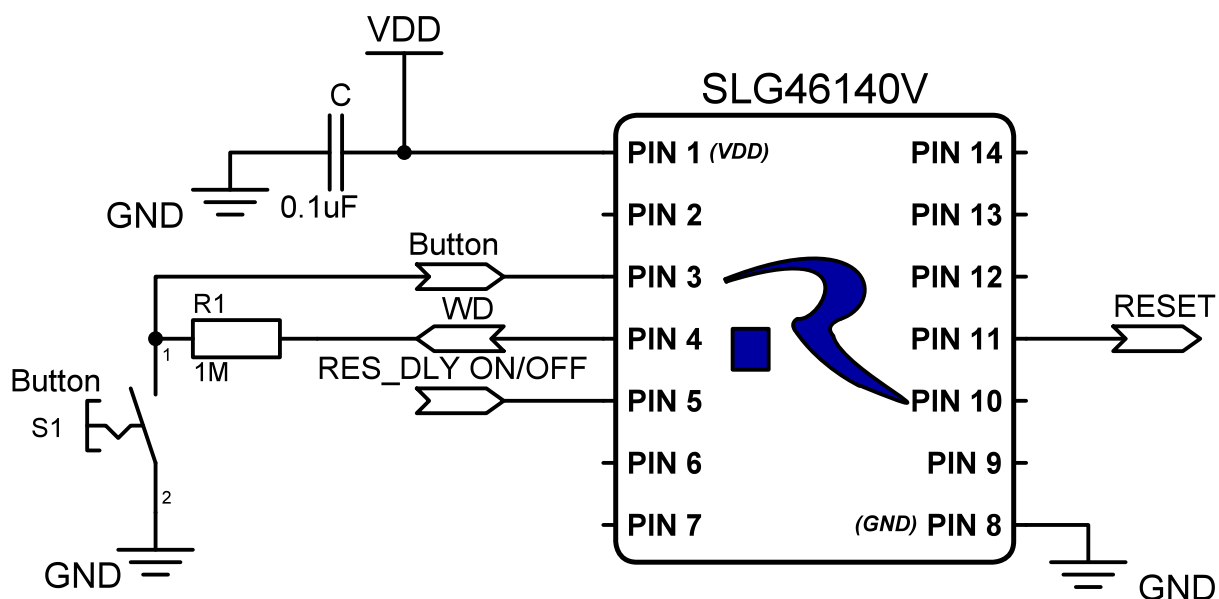 VDD
SLG46140V
C
0.1uF
GND
PIN 1 (VDD)
PIN 14
PIN 2
PIN 13
Button
PIN 3
PIN 12
R1
1M
1
WD
PIN 4
PIN 11
RESET
RES_DLY ON/OFF
PIN 5
PIN 10
Button
S1
2
GND
PIN 6
PIN 9
PIN 7
(GND) PIN 8
GND